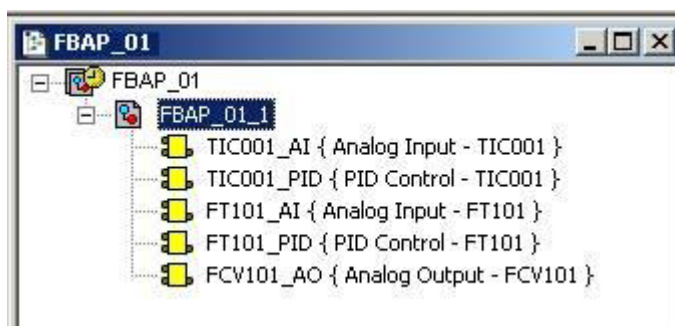 FBAP_01
FBAP_01
FBAP_01_1
TIC001_AI { Analog Input - TIC001 }
TIC001_PID { PID Control - TIC001 }
FT101_AI { Analog Input - FT101 }
FT101_PID { PID Control - FT101 }
FCV101_AO { Analog Output - FCV101 }